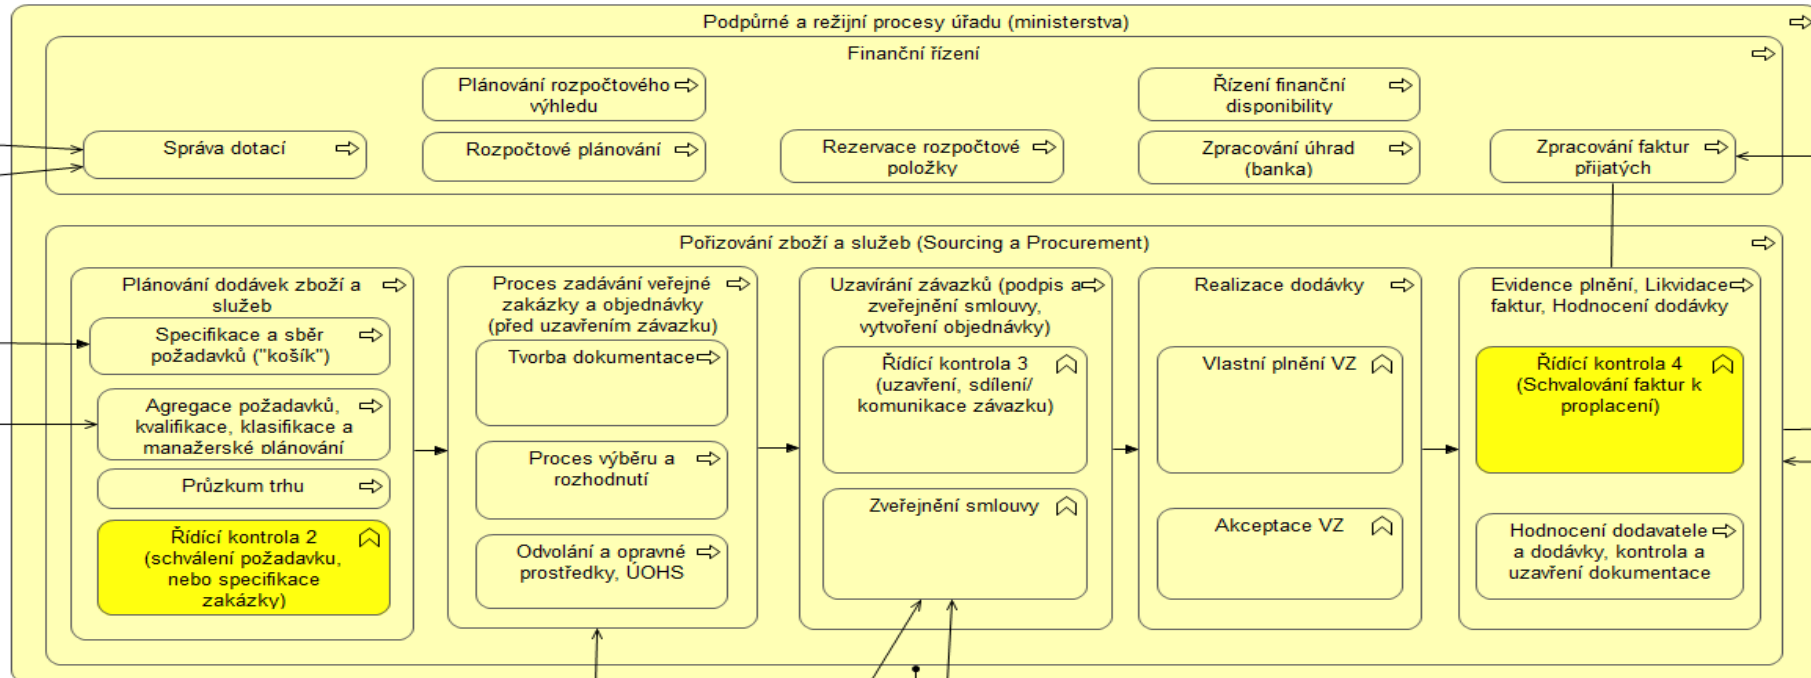 Podpůrné a režijní procesy úřadu (ministerstva)
Finanční řízení
Plánování rozpočtového
výhledu
Řízení finanční
disponibility
Správa dotací
Rozpočtové plánování
Rezervace rozpočtové
položky
Zpracování úhrad
(banka)
Zpracování faktur
přijatých
Pořizování zboží a služeb (Sourcing a Procurement)
Plánování dodávek zboží a
služeb
Specifikace a sběr
požadavků ("košík")
Agregace požadavků,
kvalifikace, klasifikace a
manažerské plánování
Průzkum trhu
Řídící kontrola 2
(schválení požadavku,
nebo specifikace
zakázky)
Proces zadávání veřejné
zakázky a objednávky
(před uzavřením závazku)
Tvorba dokumentace
Proces výběru a
rozhodnutí
Odvolání a opravné
prostředky, ÚOHS
Uzavírání závazků (podpis a
zveřejnění smlouvy,
vytvoření objednávky)
Řídící kontrola 3
(uzavření, sdílení/
komunikace závazku)
Zveřejnění smlouvy
Realizace dodávky
Vlastní plnění VZ
Akceptace VZ
Evidence plnění, Likvidace
faktur, Hodnocení dodávky
Řídící kontrola 4
(Schvalování faktur k
proplacení)
Hodnocení dodavatele
a dodávky, kontrola a
uzavření dokumentace